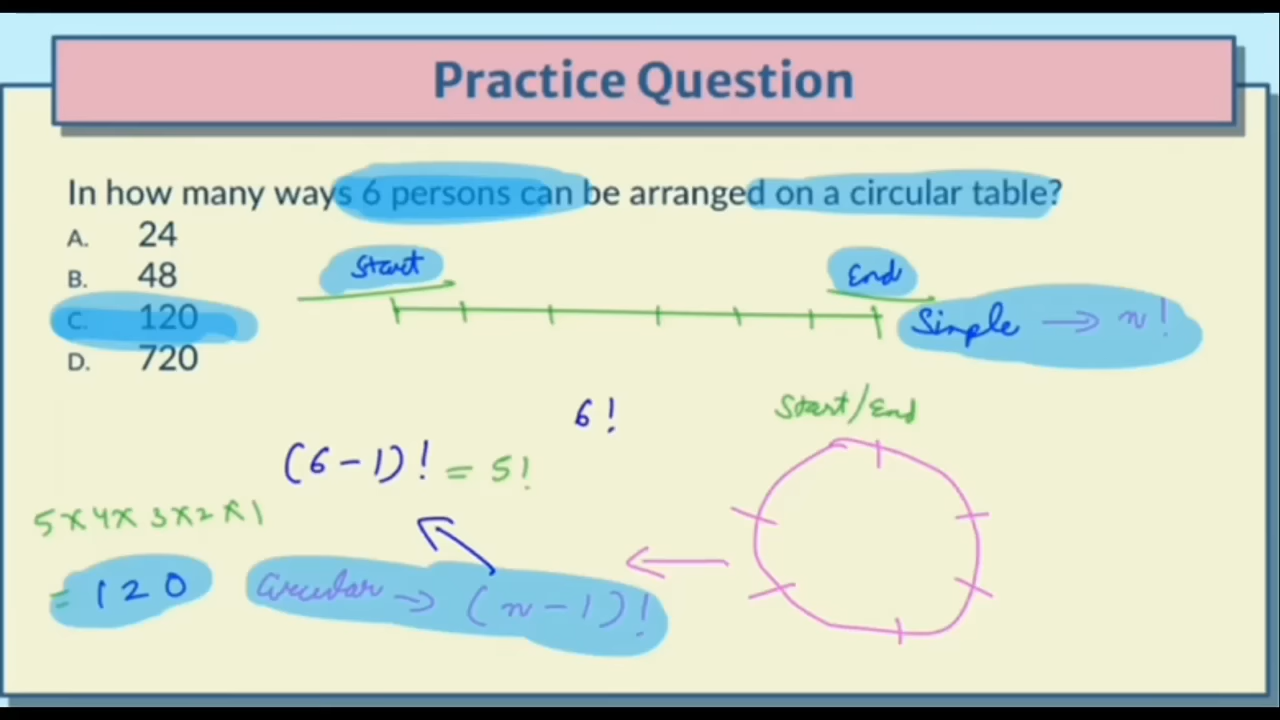 Practice Question
In how many ways 6 persons can be arranged on a circular table?
A. 24
B. 48
C. 120
D. 720
Start
End
Simple → n!
6!
Start/End
(6-1)! = 5!
5×4×3×2×1
= 120
Circular → (n-1)!